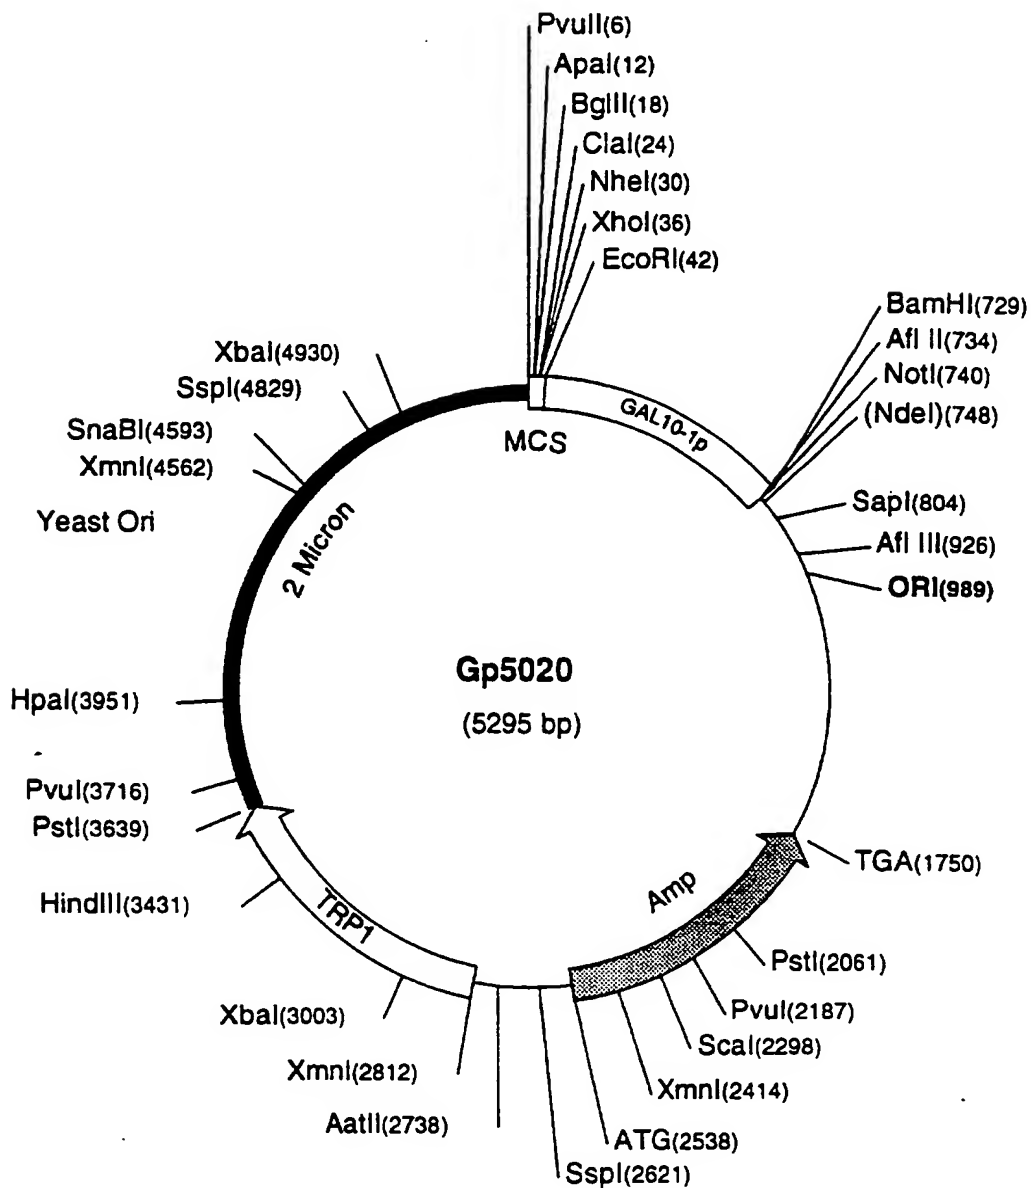 PvuII(6)
ApaI(12)
BglII(18)
ClaI(24)
NheI(30)
XhoI(36)
EcoRI(42)
BamHI(729)
Afl II(734)
NotI(740)
(NdeI)(748)
SapI(804)
Afl III(926)
ORI(989)
TGA(1750)
PstI(2061)
PvuI(2187)
ScaI(2298)
XmnI(2414)
ATG(2538)
SspI(2621)
AatII(2738)
XmnI(2812)
XbaI(3003)
HindIII(3431)
PstI(3639)
PvuI(3716)
HpaI(3951)
Yeast Ori
XmnI(4562)
SnaBI(4593)
SspI(4829)
XbaI(4930)
MCS
GAL10-1p
2 Micron
Gp5020
(5295 bp)
Amp
TRP1